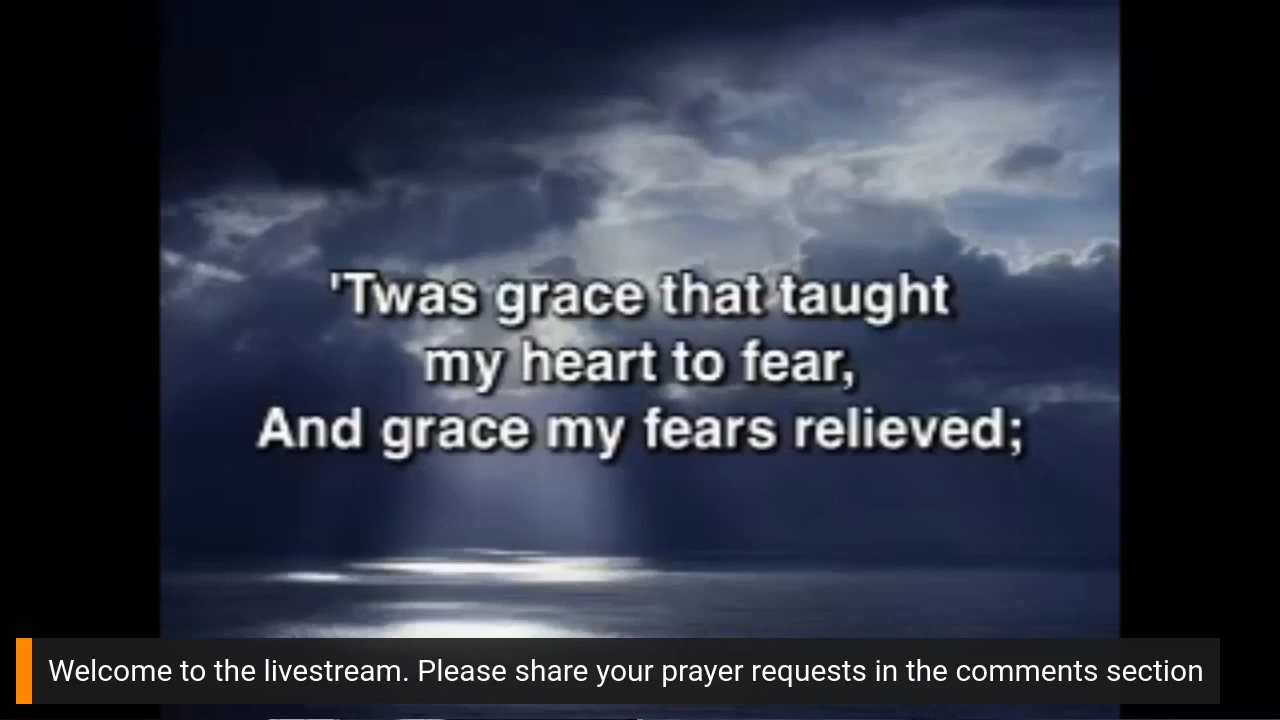 'Twas grace that taught
my heart to fear,
And grace my fears relieved;
Welcome to the livestream. Please share your prayer requests in the comments section